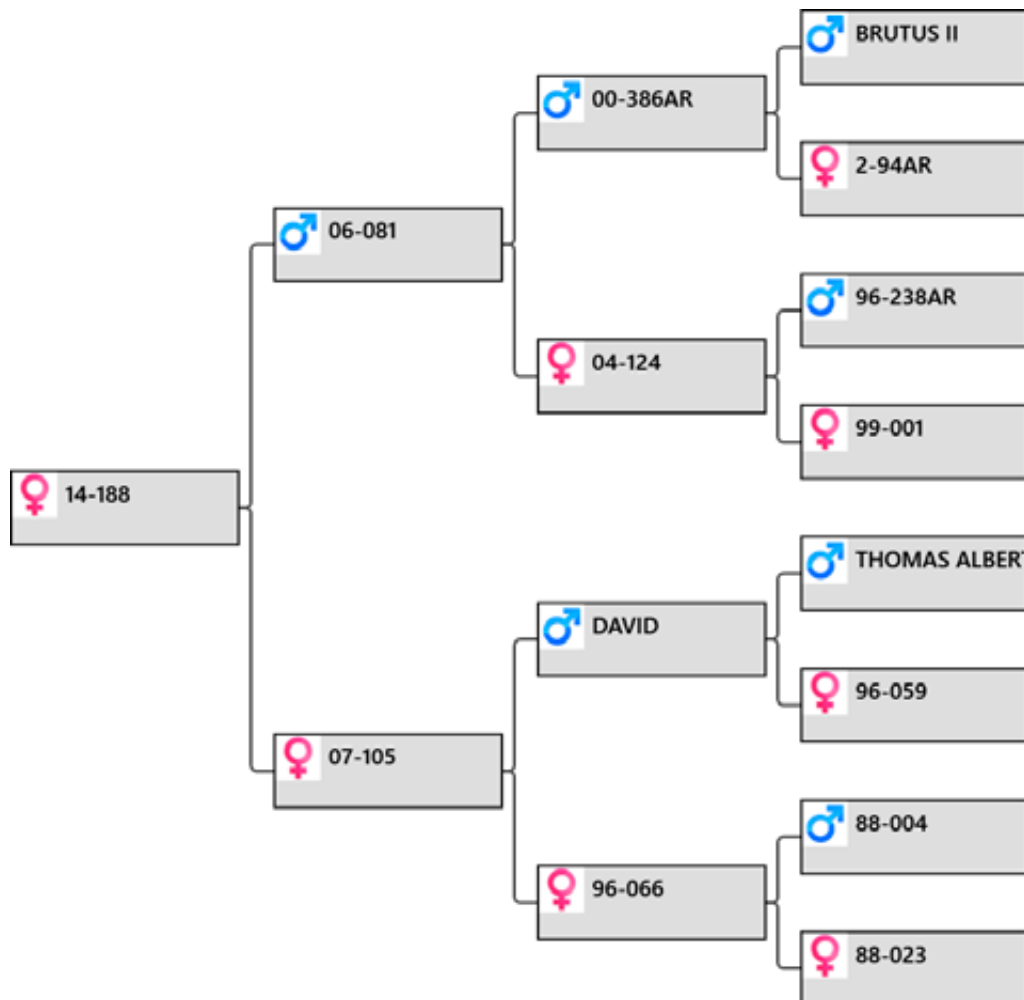 BRUTUS II
00-386AR
2-94AR
06-081
96-238AR
04-124
99-001
14-188
THOMAS ALBERT
DAVID
96-059
07-105
88-004
96-066
88-023